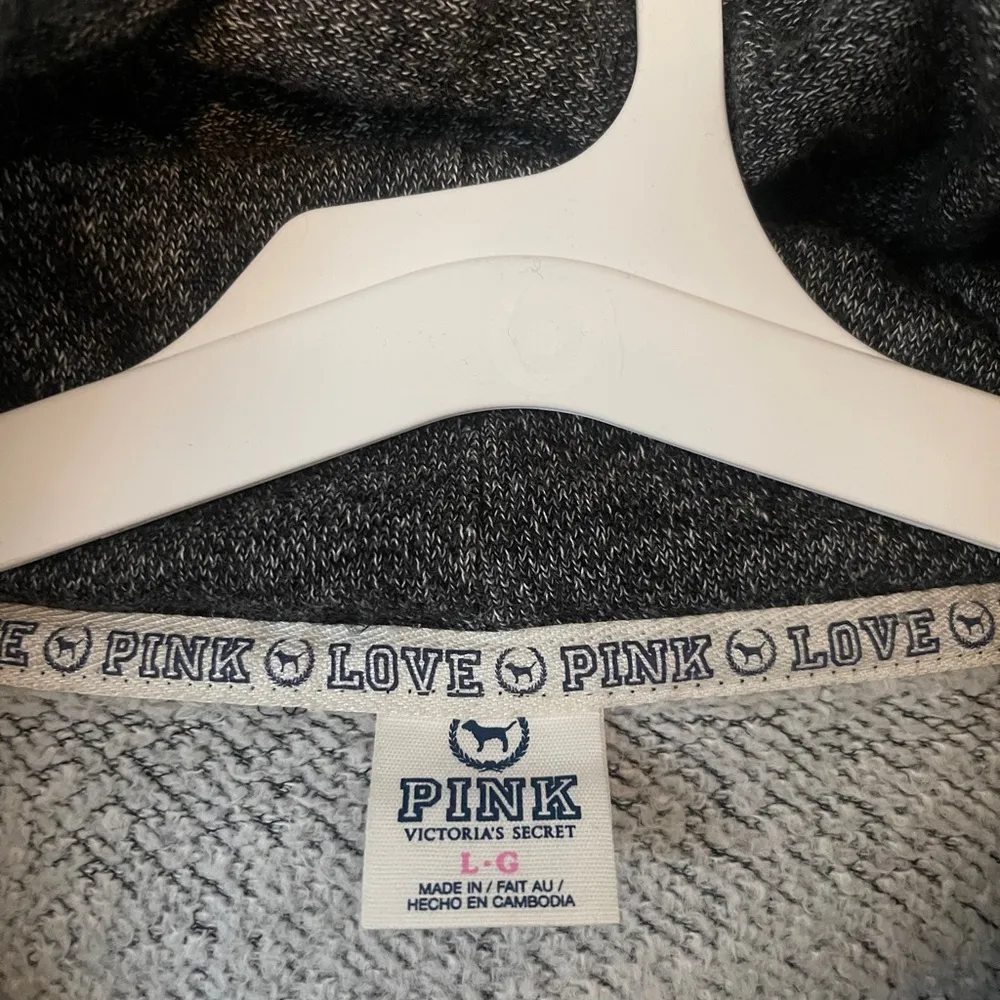 E PINK LOVE PINK LOVE
PINK
VICTORIA'S SECRET
L·G
MADE IN / FAIT AU /
HECHO EN CAMBODIA